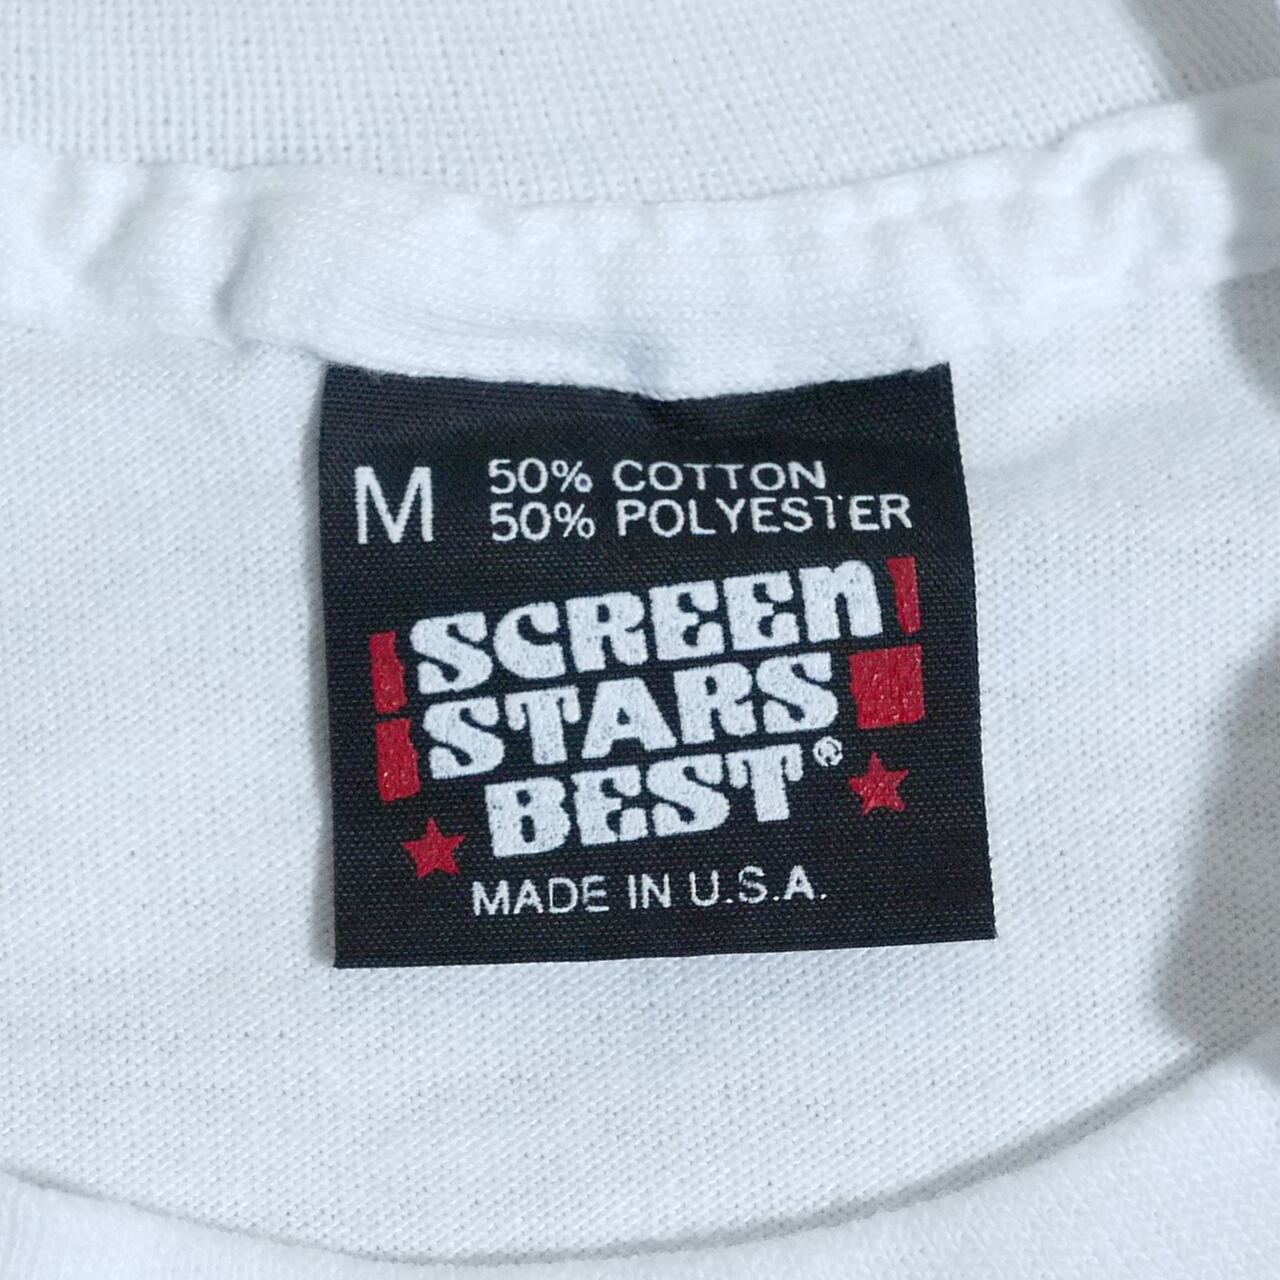 M 50% COTTON
50% POLYESTER
SCREEN
STARS
BEST®
MADE IN U.S.A.